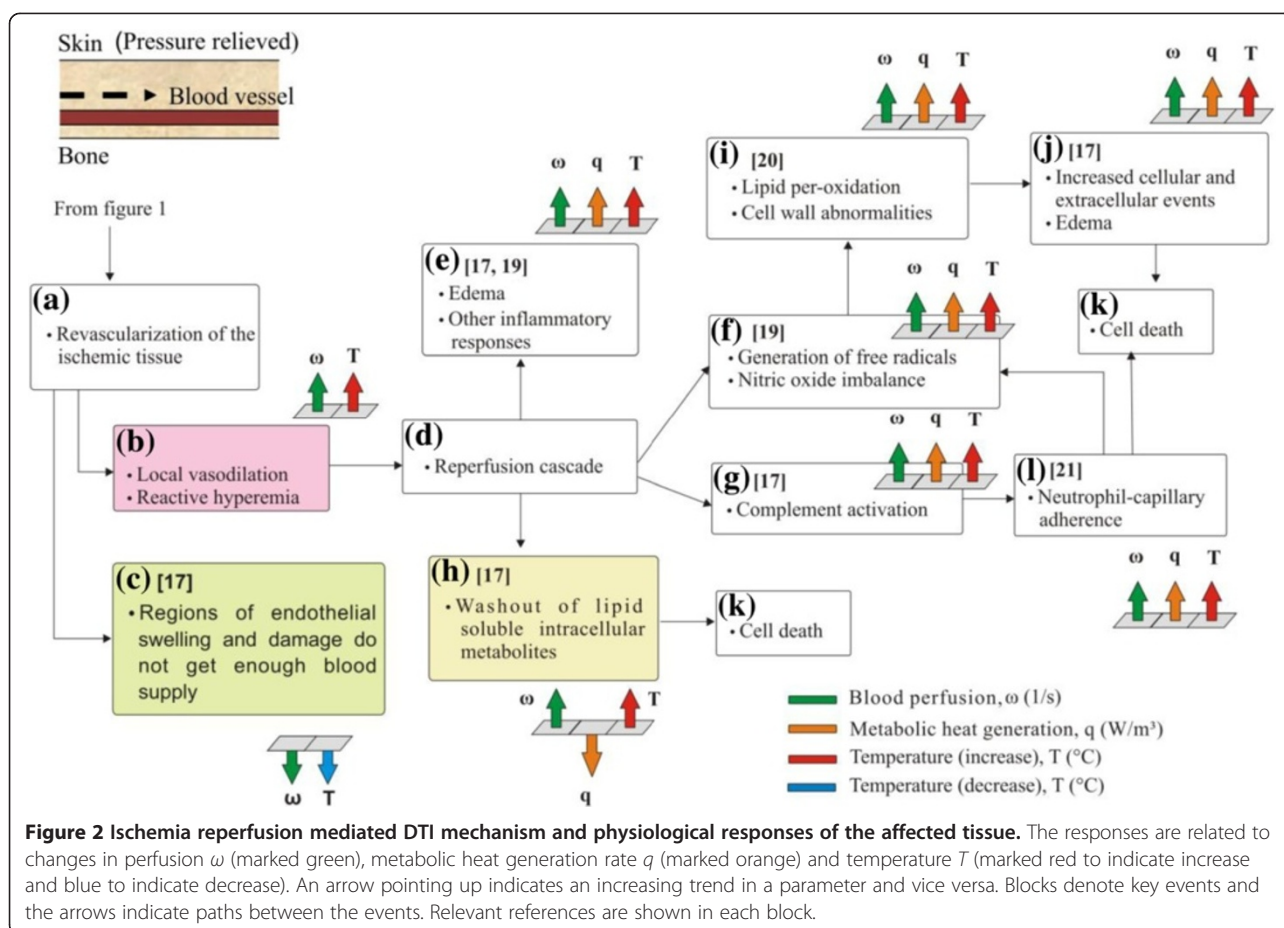 Skin (Pressure relieved)
Blood vessel
Bone
From figure 1
(a)
• Revascularization of the
ischemic tissue
ω T
(b)
• Local vasodilation
• Reactive hyperemia
(c) [17]
• Regions of endothelial
swelling and damage do
not get enough blood
supply
ω T
(d)
• Reperfusion cascade
ω q T
(e) [17, 19]
• Edema
• Other inflammatory
responses
ω q T
(f) [19]
• Generation of free radicals
• Nitric oxide imbalance
ω q T
(g) [17]
• Complement activation
(h) [17]
• Washout of lipid
soluble intracellular
metabolites
ω T
q
(k)
• Cell death
ω q T
(i) [20]
• Lipid per-oxidation
• Cell wall abnormalities
ω q T
(j) [17]
• Increased cellular and
extracellular events
• Edema
(k)
• Cell death
(l) [21]
• Neutrophil-capillary
adherence
ω q T
Blood perfusion, ω (1/s)
Metabolic heat generation, q (W/m³)
Temperature (increase), T (°C)
Temperature (decrease), T (°C)
Figure 2 Ischemia reperfusion mediated DTI mechanism and physiological responses of the affected tissue. The responses are related to
changes in perfusion ω (marked green), metabolic heat generation rate q (marked orange) and temperature T (marked red to indicate increase
and blue to indicate decrease). An arrow pointing up indicates an increasing trend in a parameter and vice versa. Blocks denote key events and
the arrows indicate paths between the events. Relevant references are shown in each block.